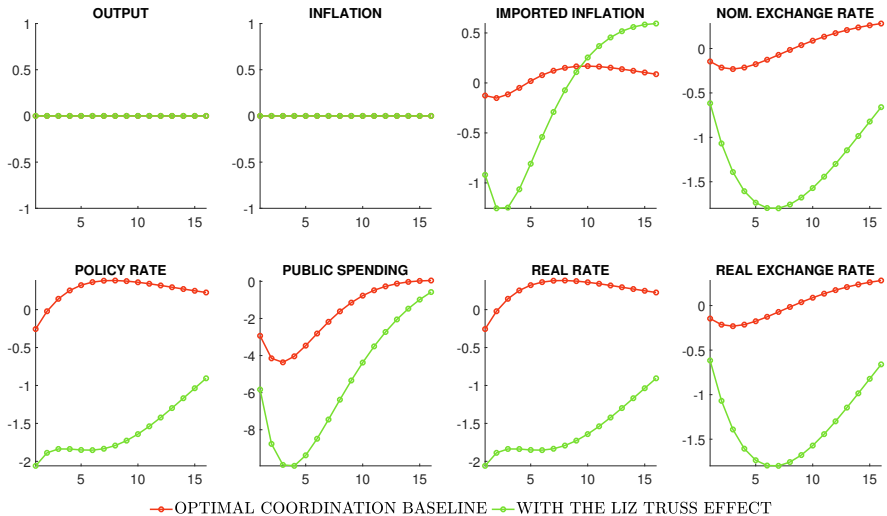 OUTPUT
INFLATION
IMPORTED INFLATION
NOM. EXCHANGE RATE
1
0.5
0
-0.5
-1
5 10 15
1
0.5
0
-0.5
-1
5 10 15
0.5
0
-0.5
-1
5 10 15
0
-0.5
-1
-1.5
5 10 15
POLICY RATE
PUBLIC SPENDING
REAL RATE
REAL EXCHANGE RATE
0
-0.5
-1
-1.5
-2
5 10 15
0
-2
-4
-6
-8
5 10 15
0
-0.5
-1
-1.5
-2
5 10 15
0
-0.5
-1
-1.5
5 10 15
OPTIMAL COORDINATION BASELINE
WITH THE LIZ TRUSS EFFECT